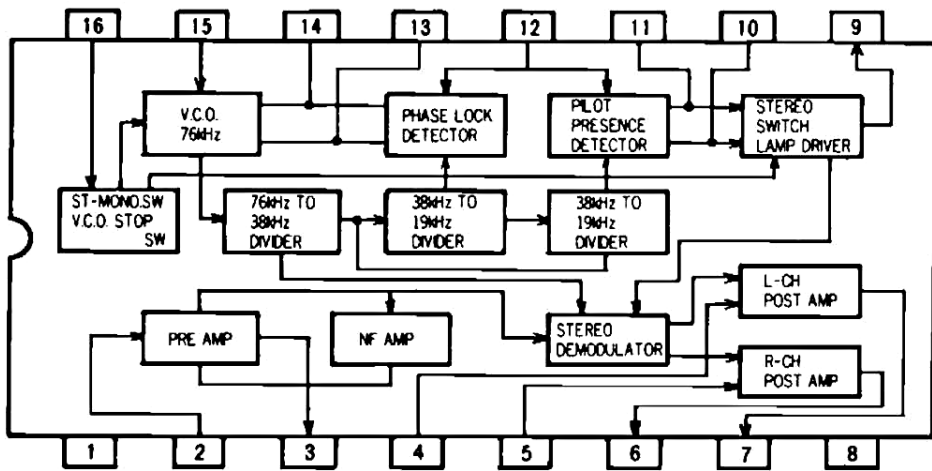 16 15 14 13 12 11 10 9
V.C.O.
76kHz
PHASE LOCK
DETECTOR
PILOT
PRESENCE
DETECTOR
STEREO
SWITCH
LAMP DRIVER
ST-MONO.SW
V.C.O. STOP
SW
76kHz TO
38kHz
DIVIDER
38kHz TO
19kHz
DIVIDER
38kHz TO
19kHz
DIVIDER
L-CH
POST AMP
PRE AMP
NF AMP
STEREO
DEMODULATOR
R-CH
POST AMP
1 2 3 4 5 6 7 8